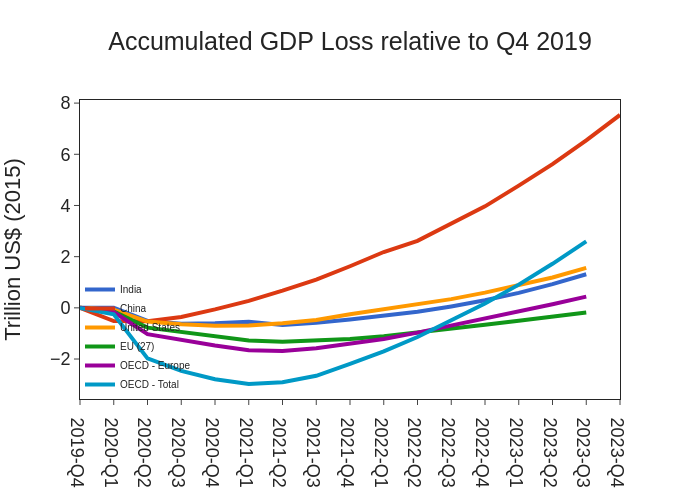 Accumulated GDP Loss relative to Q4 2019
Trillion US$ (2015)
8
6
4
2
0
−2
India
China
United States
EU (27)
OECD - Europe
OECD - Total
2019-Q4
2020-Q1
2020-Q2
2020-Q3
2020-Q4
2021-Q1
2021-Q2
2021-Q3
2021-Q4
2022-Q1
2022-Q2
2022-Q3
2022-Q4
2023-Q1
2023-Q2
2023-Q3
2023-Q4